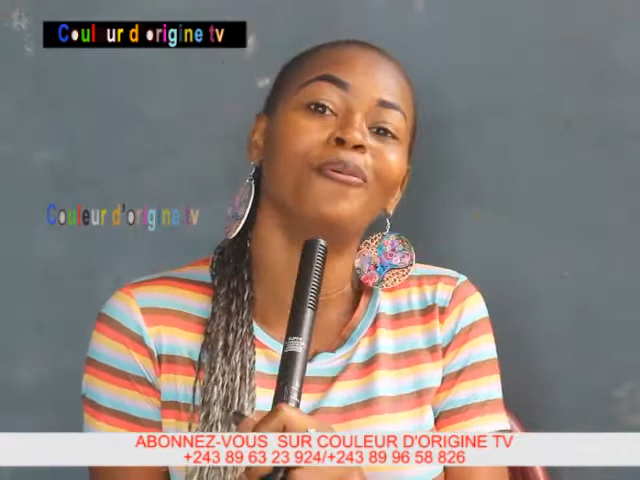 Couleur d'origine tv
Couleur d'origine tv
ABONNEZ-VOUS SUR COULEUR D'ORIGINE TV
+243 89 63 23 924/+243 89 96 58 826